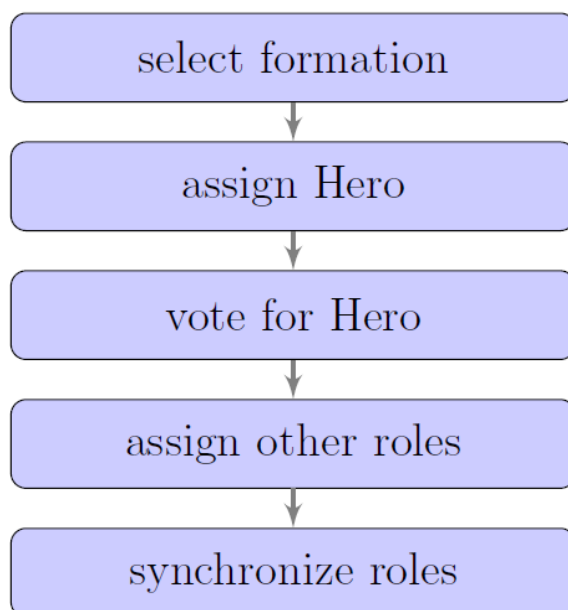 select formation
assign Hero
vote for Hero
assign other roles
synchronize roles